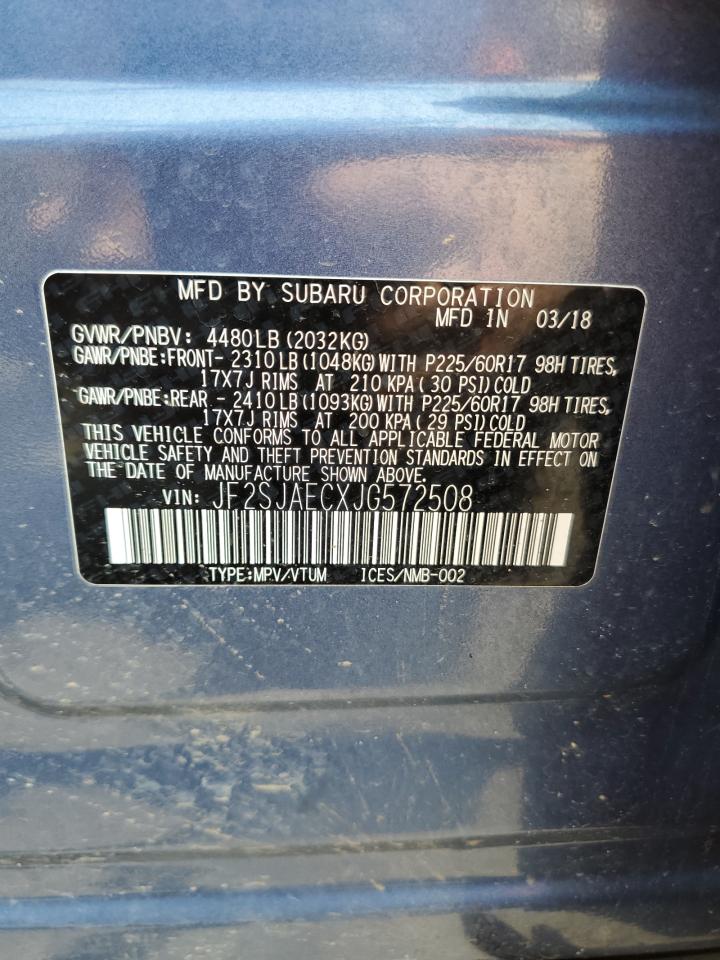 MFD BY SUBARU CORPORATION
MFD IN 03/18
GVWR/PNBV: 4480LB (2032KG)
GAWR/PNBE:FRONT- 2310LB (1048KG) WITH P225/60R17 98H TIRES,
17X7J RIMS AT 210 KPA ( 30 PSI) COLD
GAWR/PNBE:REAR - 2410LB (1093KG) WITH P225/60R17 98H TIRES,
17X7J RIMS AT 200 KPA ( 29 PSI) COLD
THIS VEHICLE CONFORMS TO ALL APPLICABLE FEDERAL MOTOR
VEHICLE SAFETY AND THEFT PREVENTION STANDARDS IN EFFECT ON
THE DATE OF MANUFACTURE SHOWN ABOVE.
VIN: JF2SJAECXJG572508
TYPE:MPV/VTUM ICES/NMB-002